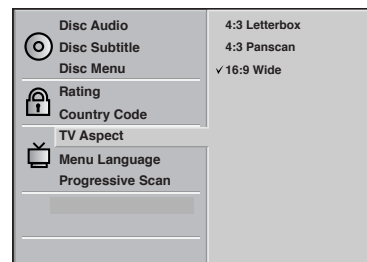 Disc Audio
Disc Subtitle
Disc Menu
Rating
Country Code
TV Aspect
Menu Language
Progressive Scan
4:3 Letterbox
4:3 Panscan
✓ 16:9 Wide